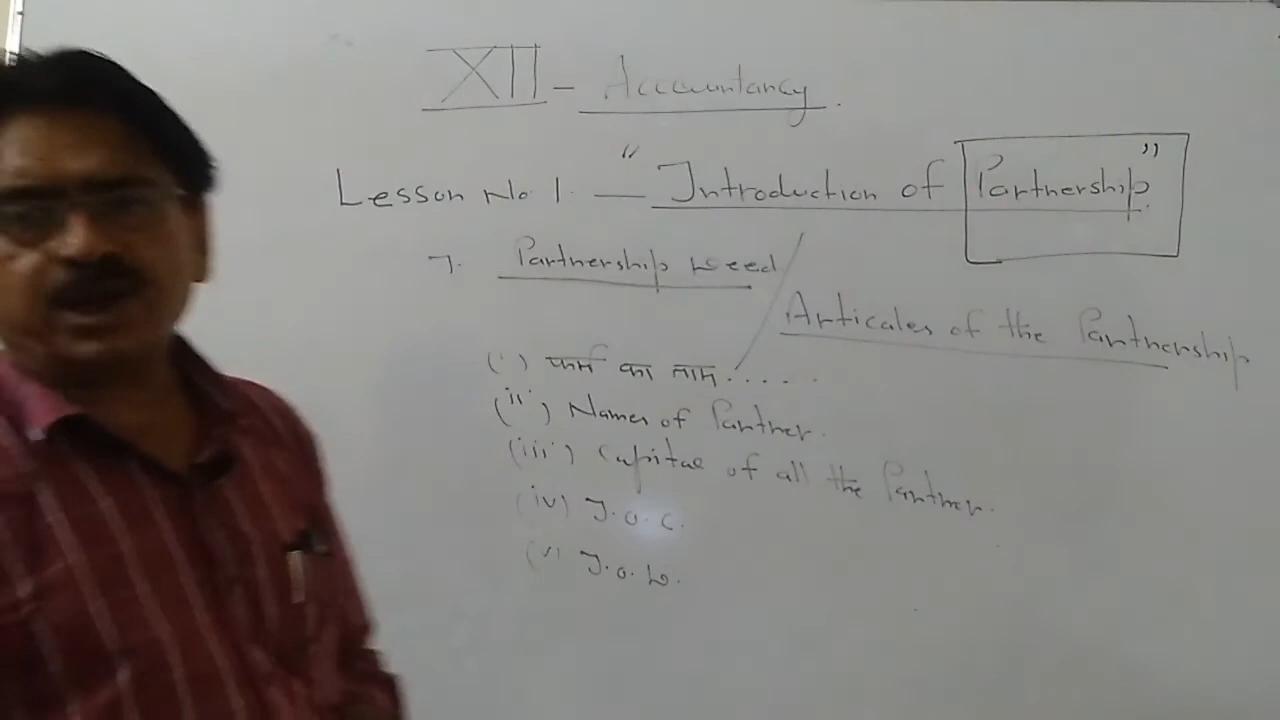 XII - Accountancy.
Lesson No 1. — "Introduction of Partnership"
7. Partnership Deed /
Articales of the Partnership
(i) फर्म का नाम.....
(ii) Names of Partner.
(iii) Capital of all the Partner.
(iv) I.O.C.
(v) I.O.D.